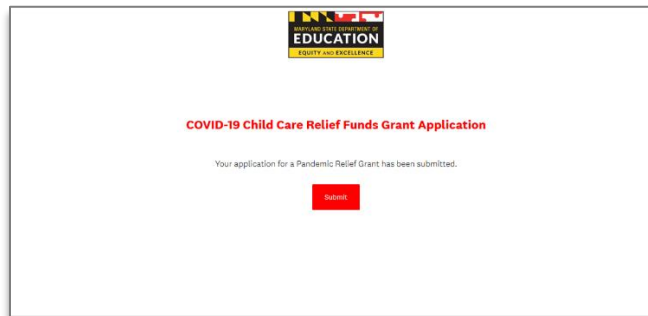 MARYLAND STATE DEPARTMENT OF
EDUCATION
EQUITY AND EXCELLENCE
COVID-19 Child Care Relief Funds Grant Application
Your application for a Pandemic Relief Grant has been submitted.
Submit